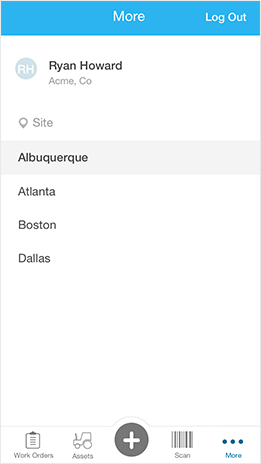 More
Log Out
RH
Ryan Howard
Acme, Co
Site
Albuquerque
Atlanta
Boston
Dallas
Work Orders
Assets
Scan
More